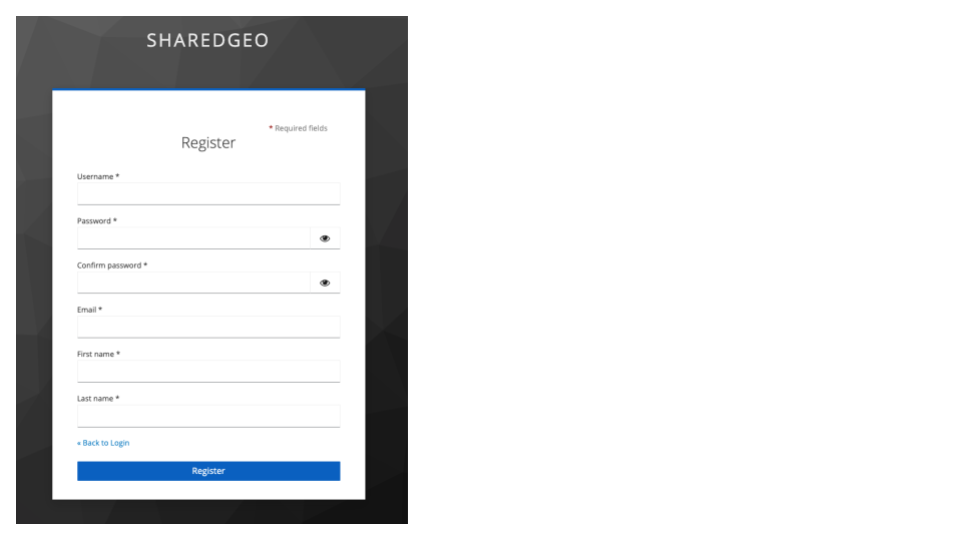 SHAREDGEO
* Required fields
Register
Username *
Password *
Confirm password *
Email *
First name *
Last name *
« Back to Login
Register